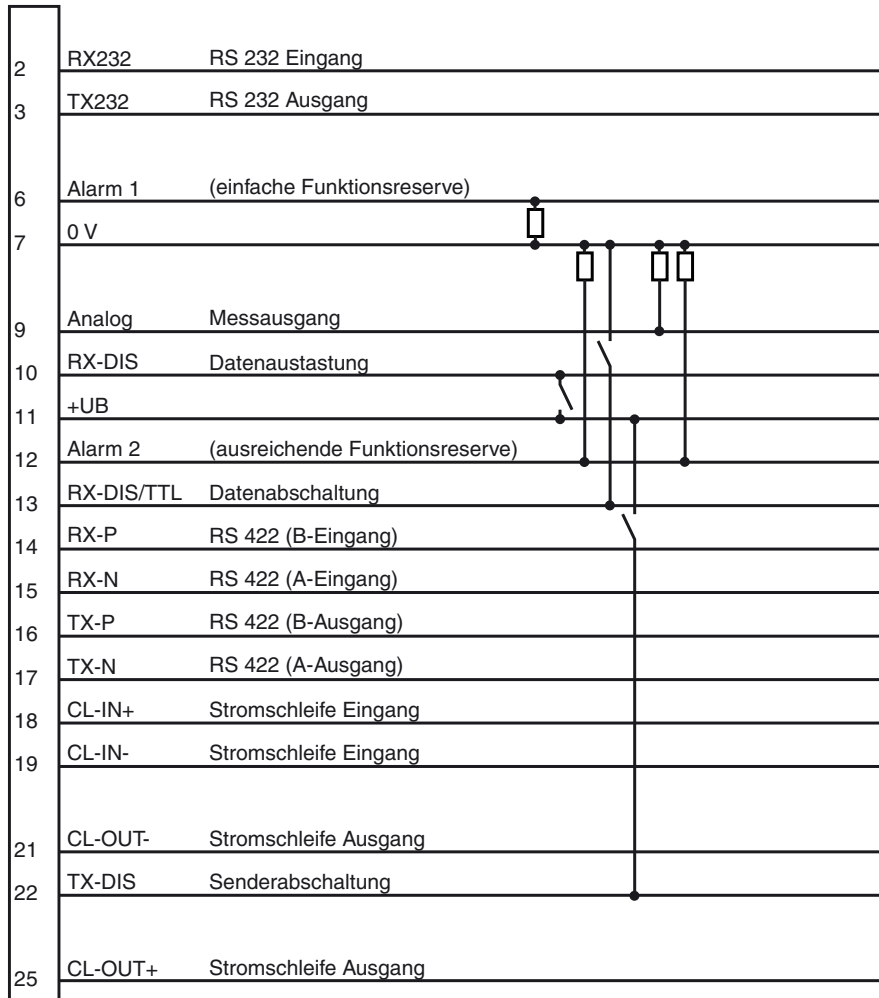 2 RX232 RS 232 Eingang
3 TX232 RS 232 Ausgang
6 Alarm 1 (einfache Funktionsreserve)
7 0 V
9 Analog Messausgang
10 RX-DIS Datenaustastung
11 +UB
12 Alarm 2 (ausreichende Funktionsreserve)
13 RX-DIS/TTL Datenabschaltung
14 RX-P RS 422 (B-Eingang)
15 RX-N RS 422 (A-Eingang)
16 TX-P RS 422 (B-Ausgang)
17 TX-N RS 422 (A-Ausgang)
18 CL-IN+ Stromschleife Eingang
19 CL-IN- Stromschleife Eingang
21 CL-OUT- Stromschleife Ausgang
22 TX-DIS Senderabschaltung
25 CL-OUT+ Stromschleife Ausgang